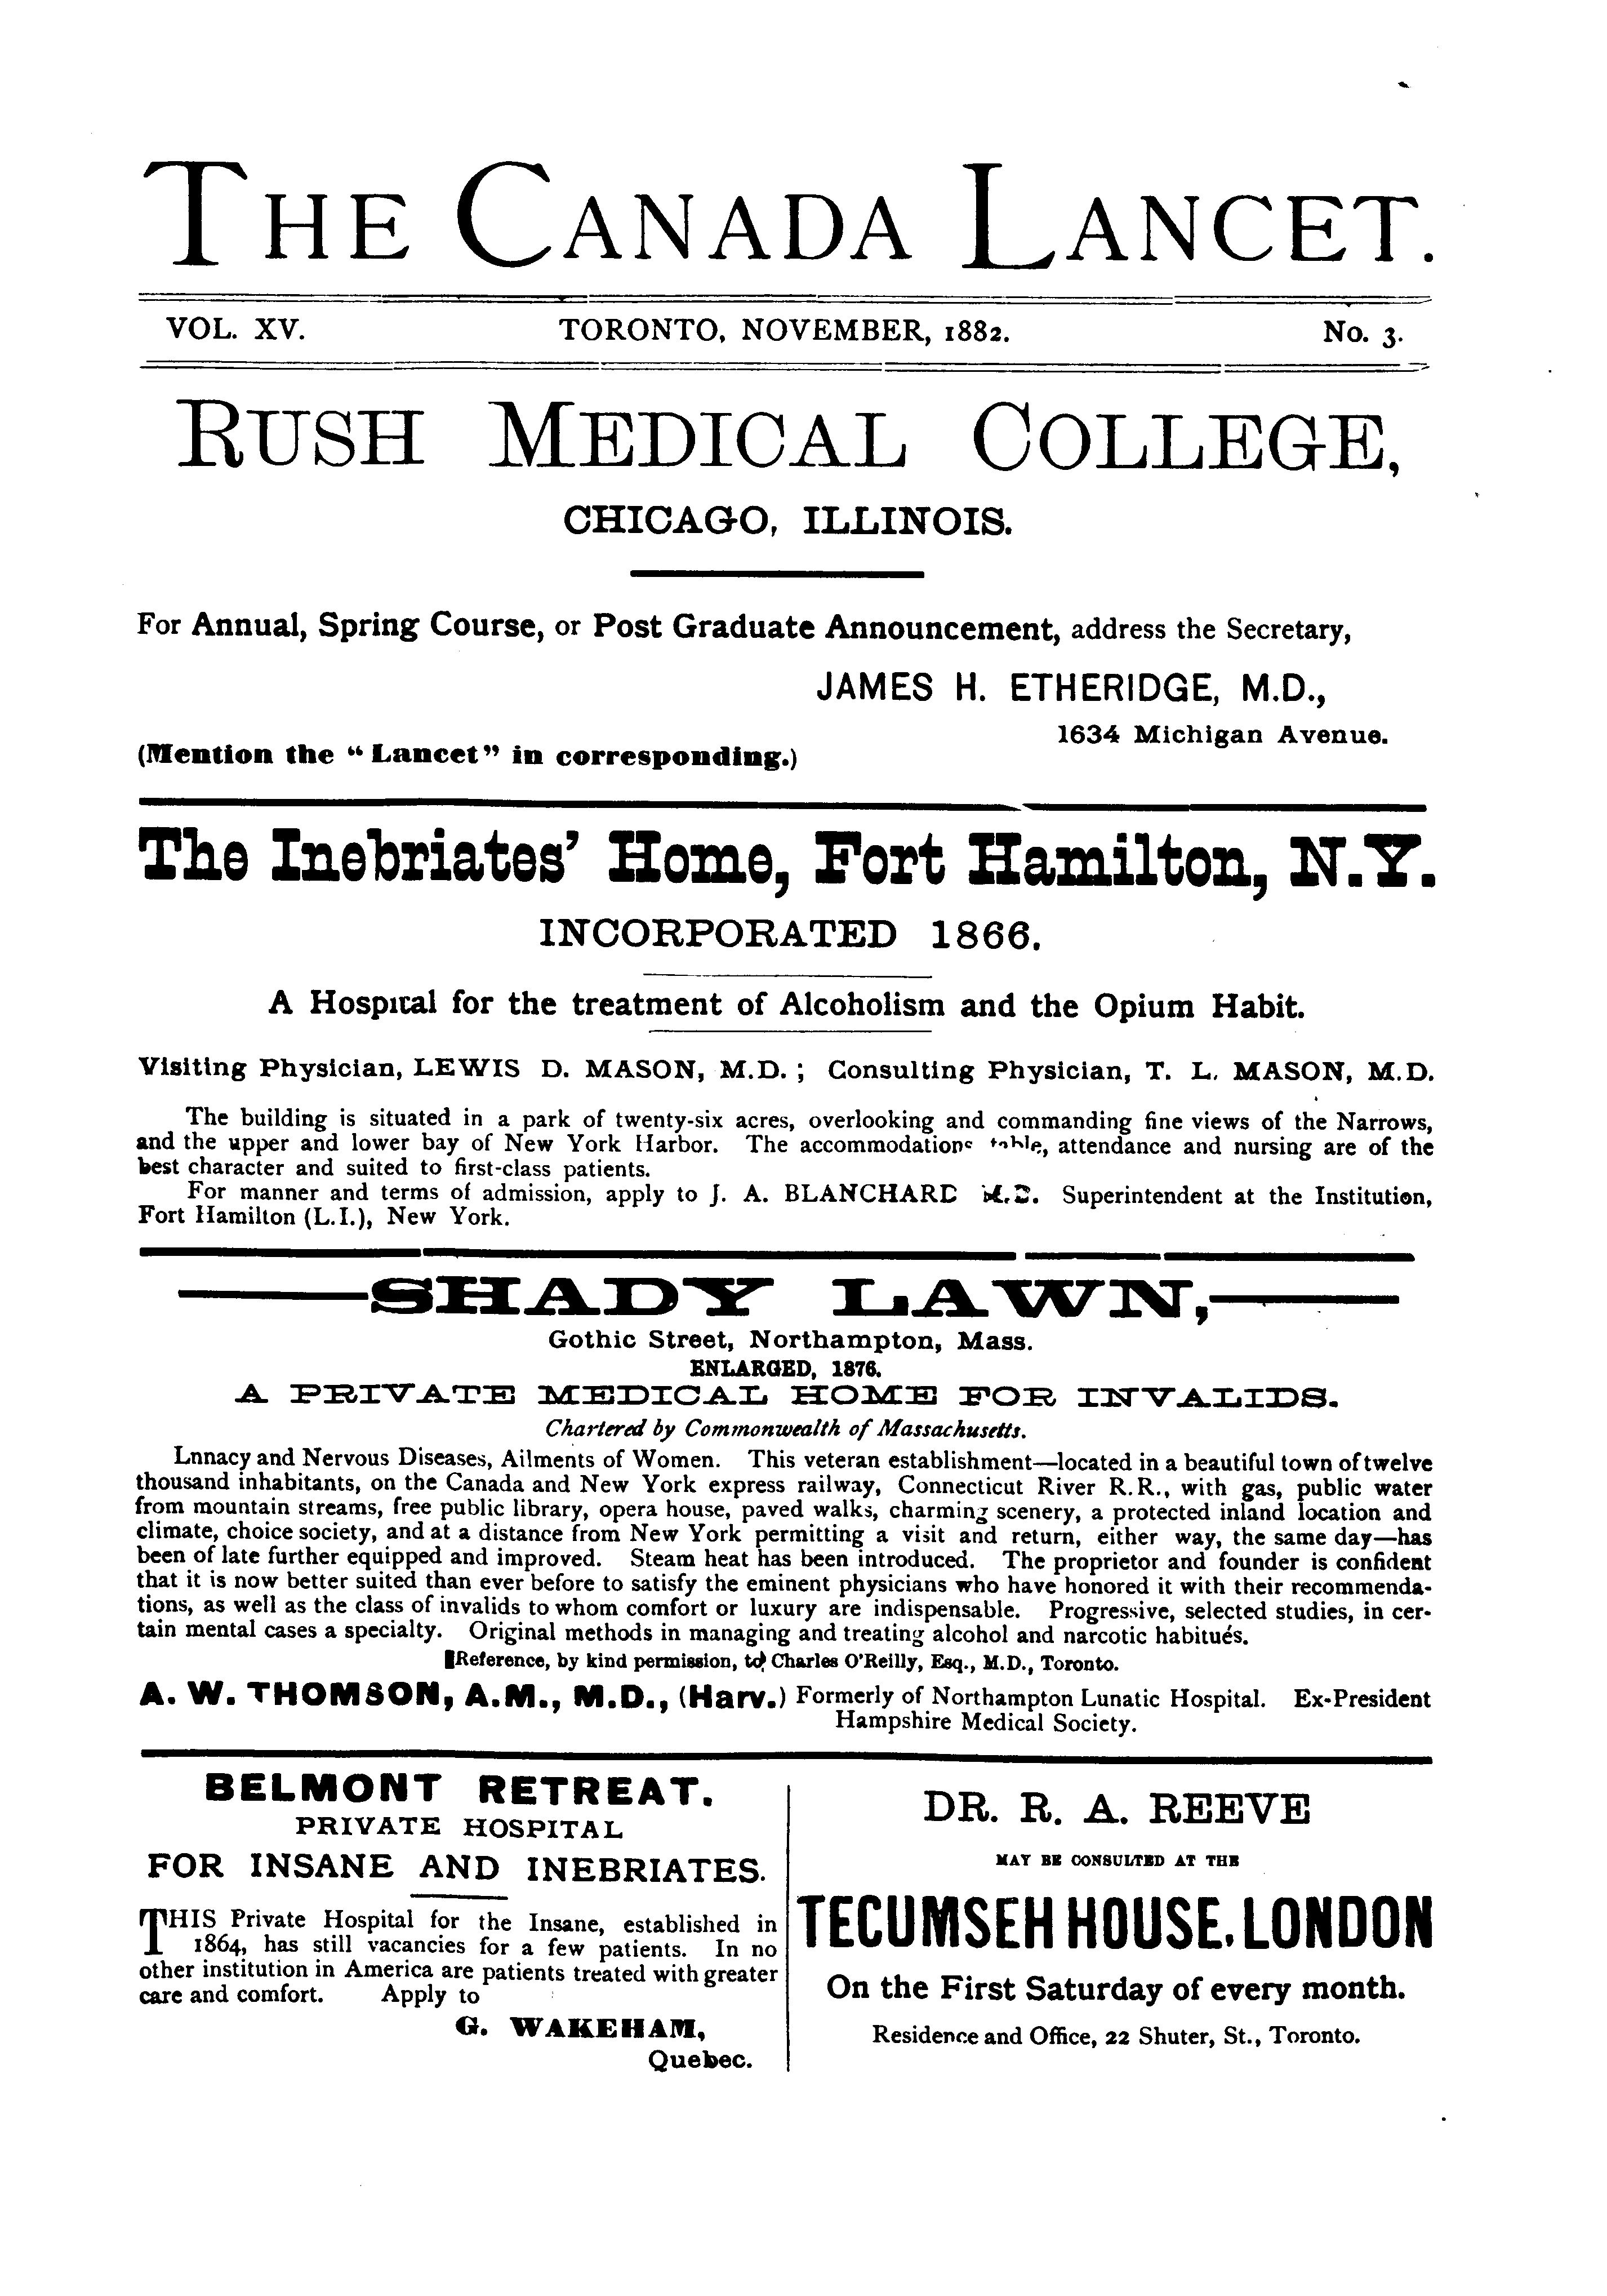 THE CANADA LANCET.
VOL. XV. TORONTO, NOVEMBER, 1882. No. 3.
RUSH MEDICAL COLLEGE,
CHICAGO, ILLINOIS.
For Annual, Spring Course, or Post Graduate Announcement, address the Secretary,
JAMES H. ETHERIDGE, M.D.,
1634 Michigan Avenue.
(Mention the “Lancet” in corresponding.)
The Inebriates’ Home, Fort Hamilton, N.Y.
INCORPORATED 1866.
A Hospital for the treatment of Alcoholism and the Opium Habit.
Visiting Physician, LEWIS D. MASON, M.D. ; Consulting Physician, T. L. MASON, M.D.
The building is situated in a park of twenty-six acres, overlooking and commanding fine views of the Narrows,
and the upper and lower bay of New York Harbor. The accommodations table, attendance and nursing are of the
best character and suited to first-class patients.
For manner and terms of admission, apply to J. A. BLANCHARD M.D. Superintendent at the Institution,
Fort Hamilton (L.I.), New York.
SHADY LAWN,
Gothic Street, Northampton, Mass.
ENLARGED, 1876.
A PRIVATE MEDICAL HOME FOR INVALIDS.
Chartered by Commonwealth of Massachusetts.
Lnnacy and Nervous Diseases, Ailments of Women. This veteran establishment—located in a beautiful town of twelve
thousand inhabitants, on the Canada and New York express railway, Connecticut River R.R., with gas, public water
from mountain streams, free public library, opera house, paved walks, charming scenery, a protected inland location and
climate, choice society, and at a distance from New York permitting a visit and return, either way, the same day—has
been of late further equipped and improved. Steam heat has been introduced. The proprietor and founder is confident
that it is now better suited than ever before to satisfy the eminent physicians who have honored it with their recommenda-
tions, as well as the class of invalids to whom comfort or luxury are indispensable. Progressive, selected studies, in cer-
tain mental cases a specialty. Original methods in managing and treating alcohol and narcotic habitués.
Reference, by kind permission, to Charles O'Reilly, Esq., M.D., Toronto.
A. W. THOMSON, A.M., M.D., (Harv.) Formerly of Northampton Lunatic Hospital. Ex-President
Hampshire Medical Society.
BELMONT RETREAT.
PRIVATE HOSPITAL
FOR INSANE AND INEBRIATES.
THIS Private Hospital for the Insane, established in
1864, has still vacancies for a few patients. In no
other institution in America are patients treated with greater
care and comfort. Apply to
G. WAKEHAM,
Quebec.
DR. R. A. REEVE
MAY BE CONSULTED AT THE
TECUMSEH HOUSE, LONDON
On the First Saturday of every month.
Residence and Office, 22 Shuter, St., Toronto.